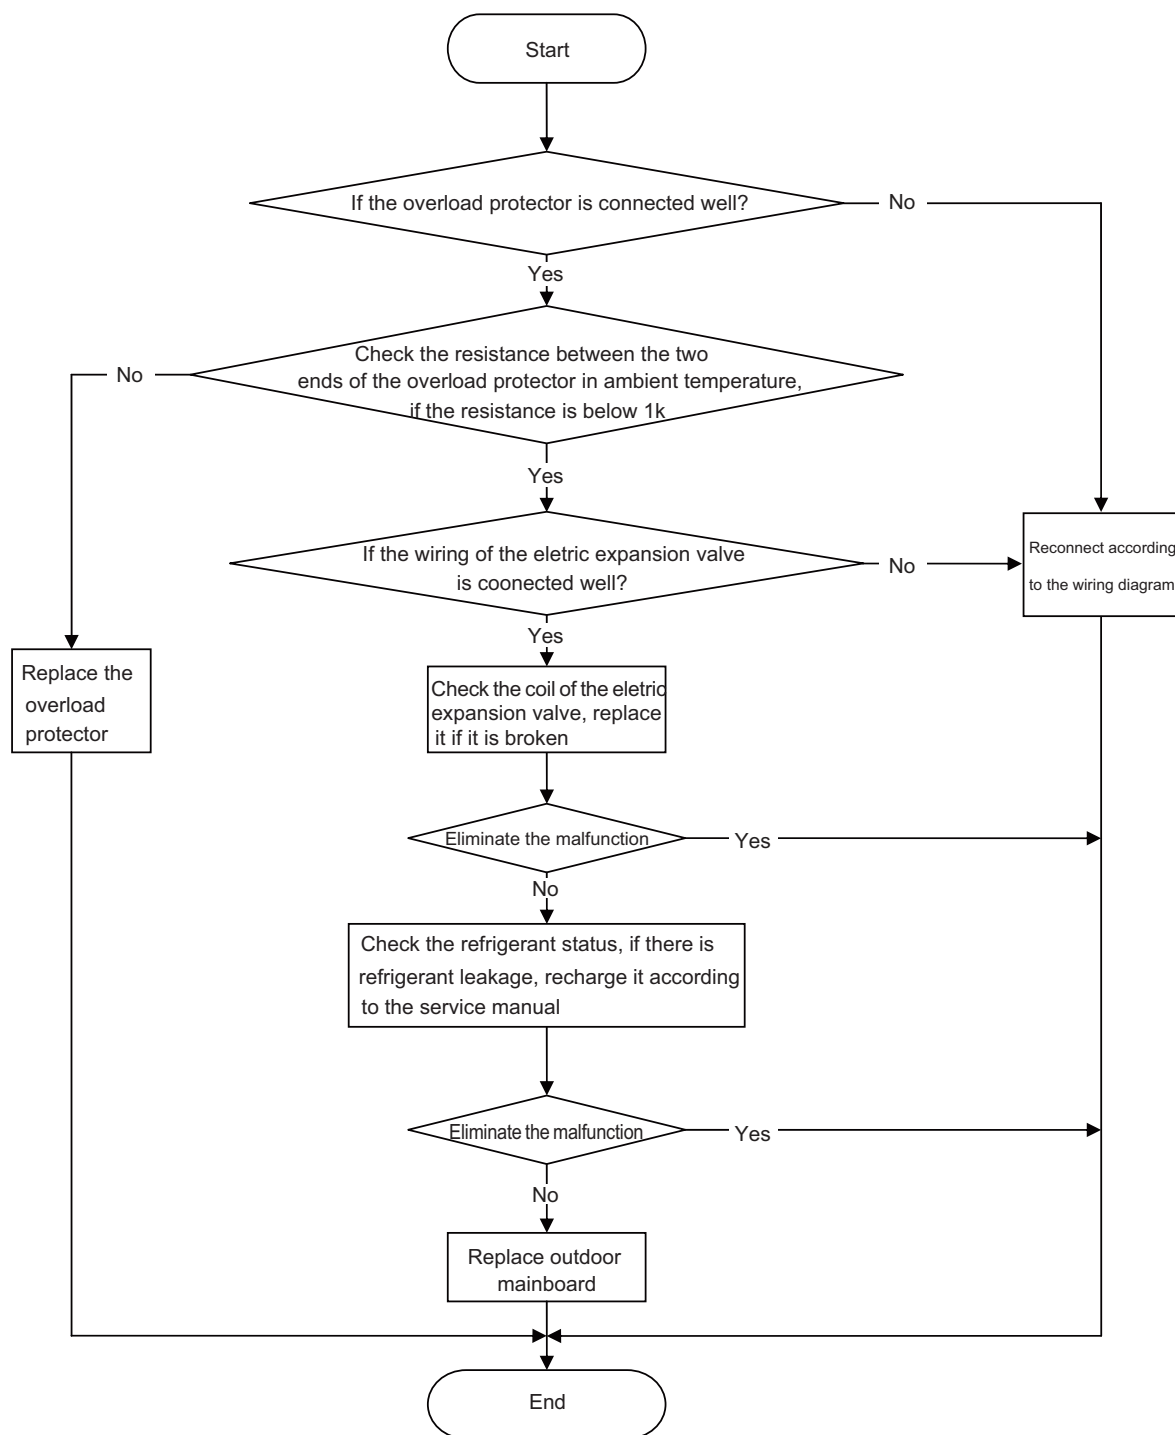 Start
If the overload protector is connected well?
No
Yes
Check the resistance between the two
ends of the overload protector in ambient temperature,
if the resistance is below 1k
No
Yes
If the wiring of the eletric expansion valve
is coonected well?
No
Reconnect according
to the wiring diagram
Yes
Replace the
overload
protector
Check the coil of the eletric
expansion valve, replace
it if it is broken
Eliminate the malfunction
Yes
No
Check the refrigerant status, if there is
refrigerant leakage, recharge it according
to the service manual
Eliminate the malfunction
Yes
No
Replace outdoor
mainboard
End